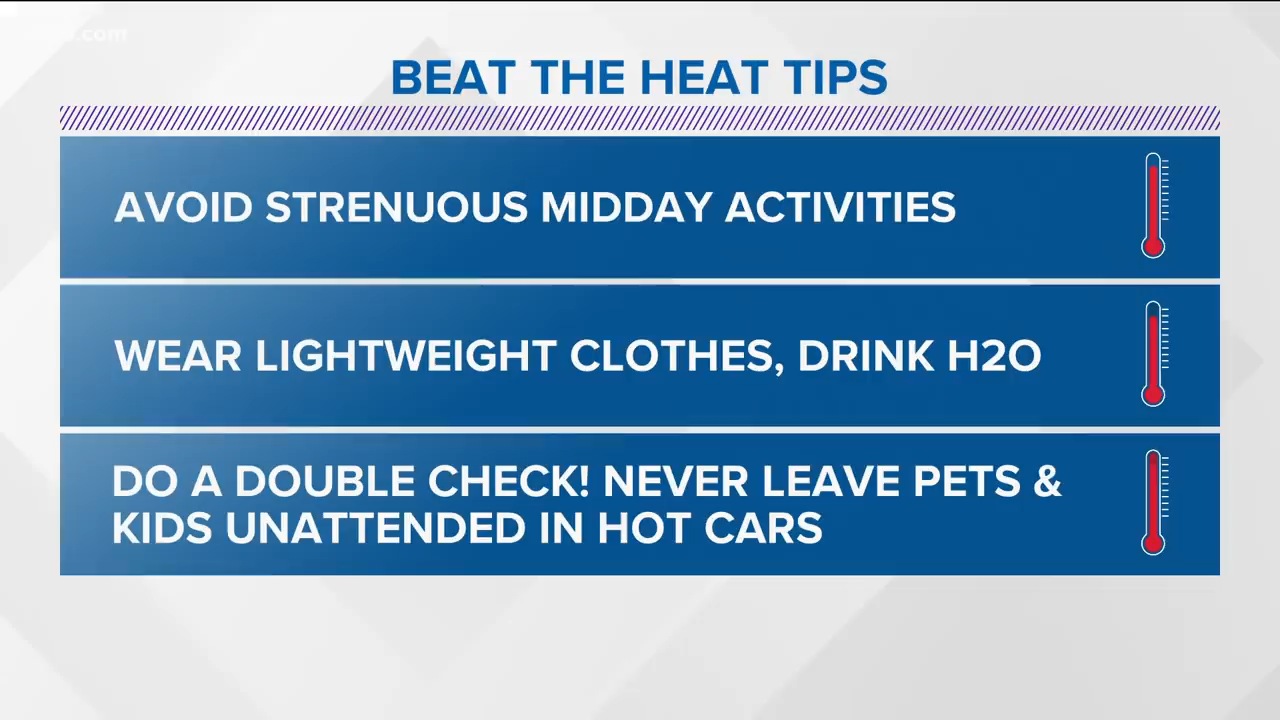 .com
BEAT THE HEAT TIPS
AVOID STRENUOUS MIDDAY ACTIVITIES
WEAR LIGHTWEIGHT CLOTHES, DRINK H2O
DO A DOUBLE CHECK! NEVER LEAVE PETS &
KIDS UNATTENDED IN HOT CARS